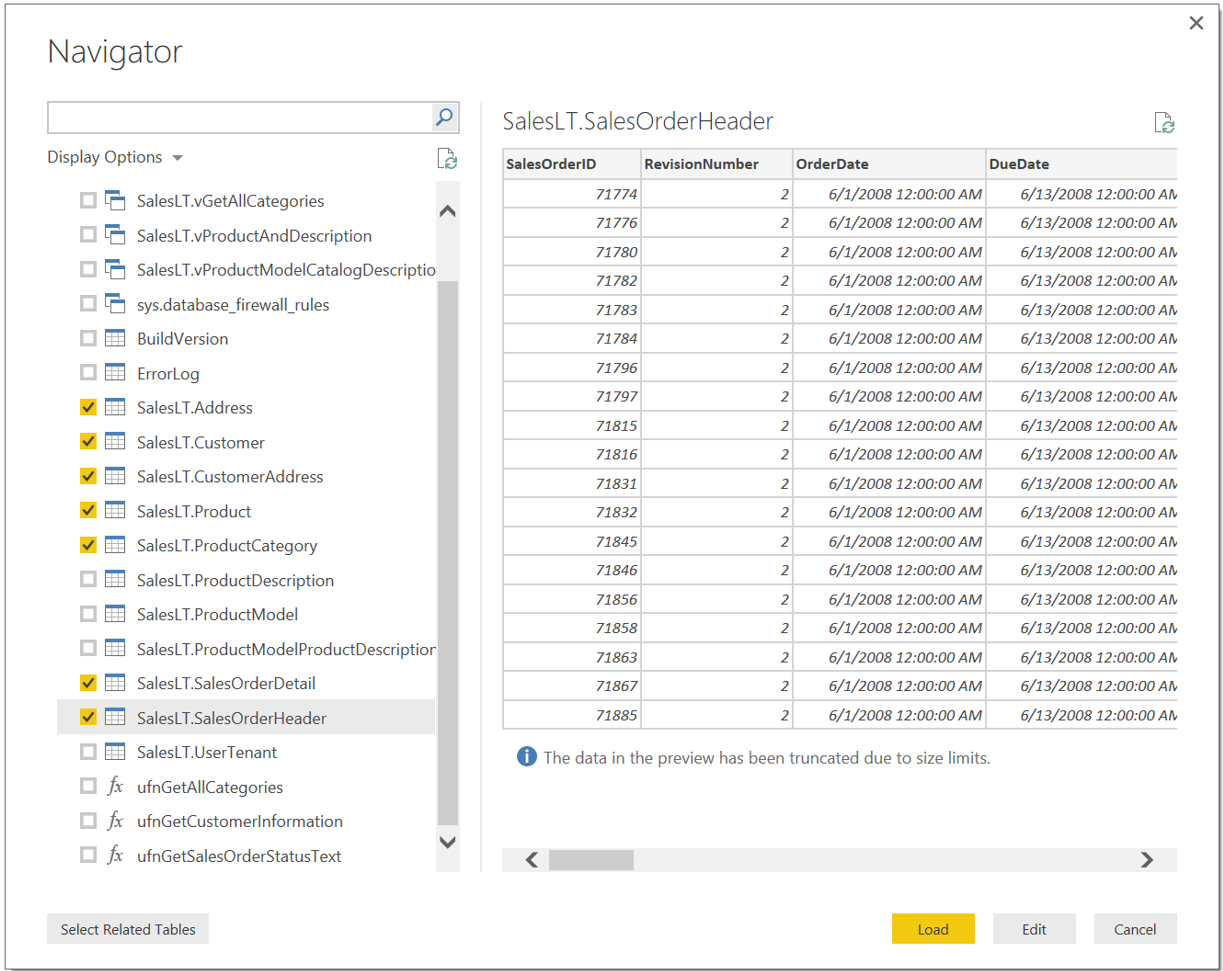 Navigator
Display Options
SalesLT.vGetAllCategories
SalesLT.vProductAndDescription
SalesLT.vProductModelCatalogDescriptio
sys.database_firewall_rules
BuildVersion
ErrorLog
SalesLT.Address
SalesLT.Customer
SalesLT.CustomerAddress
SalesLT.Product
SalesLT.ProductCategory
SalesLT.ProductDescription
SalesLT.ProductModel
SalesLT.ProductModelProductDescription
SalesLT.SalesOrderDetail
SalesLT.SalesOrderHeader
SalesLT.UserTenant
fx ufnGetAllCategories
fx ufnGetCustomerInformation
fx ufnGetSalesOrderStatusText
SalesLT.SalesOrderHeader
SalesOrderID RevisionNumber OrderDate DueDate
71774 2 6/1/2008 12:00:00 AM 6/13/2008 12:00:00 AM
71776 2 6/1/2008 12:00:00 AM 6/13/2008 12:00:00 AM
71780 2 6/1/2008 12:00:00 AM 6/13/2008 12:00:00 AM
71782 2 6/1/2008 12:00:00 AM 6/13/2008 12:00:00 AM
71783 2 6/1/2008 12:00:00 AM 6/13/2008 12:00:00 AM
71784 2 6/1/2008 12:00:00 AM 6/13/2008 12:00:00 AM
71796 2 6/1/2008 12:00:00 AM 6/13/2008 12:00:00 AM
71797 2 6/1/2008 12:00:00 AM 6/13/2008 12:00:00 AM
71815 2 6/1/2008 12:00:00 AM 6/13/2008 12:00:00 AM
71816 2 6/1/2008 12:00:00 AM 6/13/2008 12:00:00 AM
71831 2 6/1/2008 12:00:00 AM 6/13/2008 12:00:00 AM
71832 2 6/1/2008 12:00:00 AM 6/13/2008 12:00:00 AM
71845 2 6/1/2008 12:00:00 AM 6/13/2008 12:00:00 AM
71846 2 6/1/2008 12:00:00 AM 6/13/2008 12:00:00 AM
71856 2 6/1/2008 12:00:00 AM 6/13/2008 12:00:00 AM
71858 2 6/1/2008 12:00:00 AM 6/13/2008 12:00:00 AM
71863 2 6/1/2008 12:00:00 AM 6/13/2008 12:00:00 AM
71867 2 6/1/2008 12:00:00 AM 6/13/2008 12:00:00 AM
71885 2 6/1/2008 12:00:00 AM 6/13/2008 12:00:00 AM
The data in the preview has been truncated due to size limits.
Select Related Tables
Load
Edit
Cancel